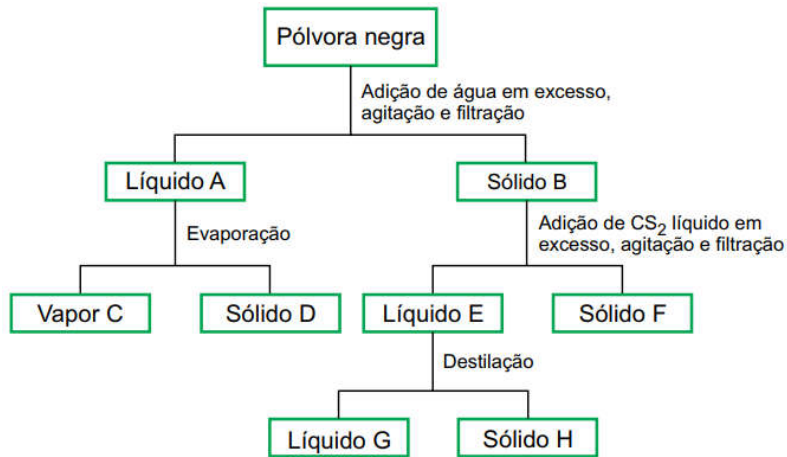 Pólvora negra
Adição de água em excesso,
agitação e filtração
Líquido A
Sólido B
Evaporação
Adição de CS₂ líquido em
excesso, agitação e filtração
Vapor C
Sólido D
Líquido E
Sólido F
Destilação
Líquido G
Sólido H